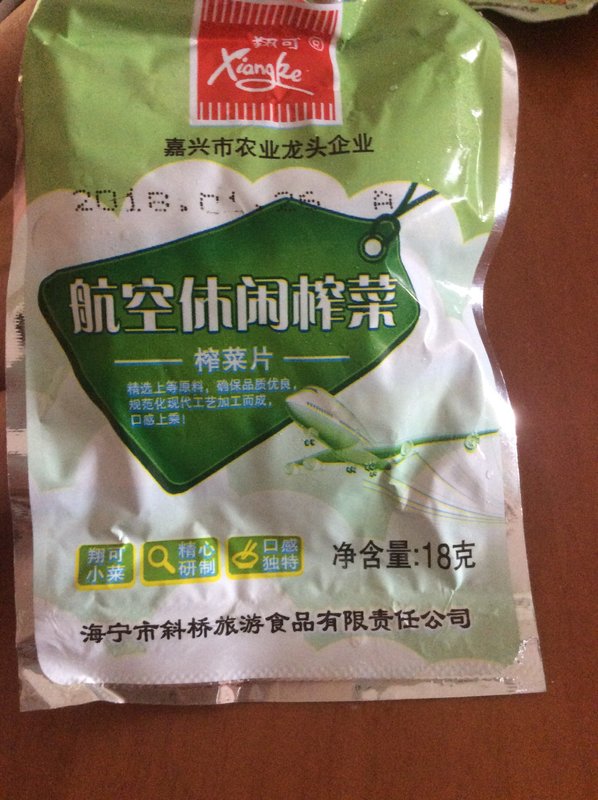 翔可 ®
Xiangke
嘉兴市农业龙头企业
2018.01.26 A
航空休闲榨菜
榨菜片
精选上等原料，确保品质优良，
规范化现代工艺加工而成，
口感上乘！
翔可
小菜
精心
研制
口感
独特
净含量:18克
海宁市斜桥旅游食品有限责任公司